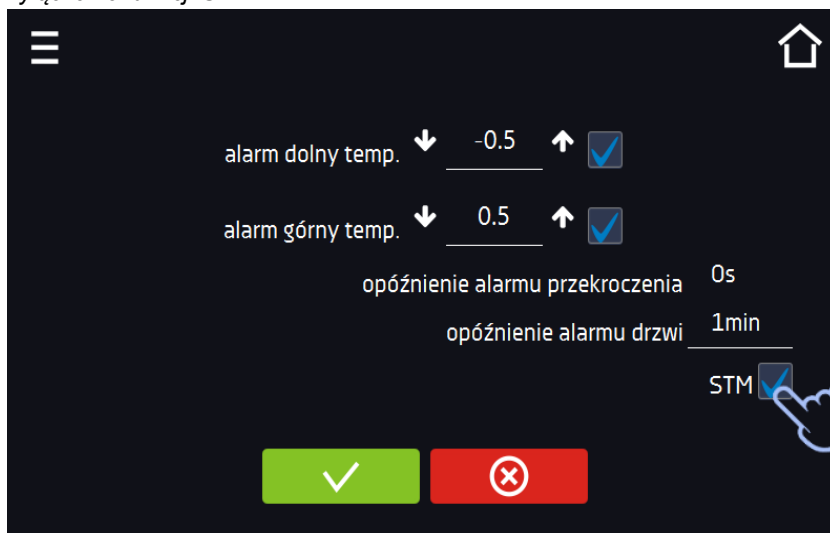 alarm dolny temp. -0.5
alarm górny temp. 0.5
opóźnienie alarmu przekroczenia 0s
opóźnienie alarmu drzwi 1min
STM